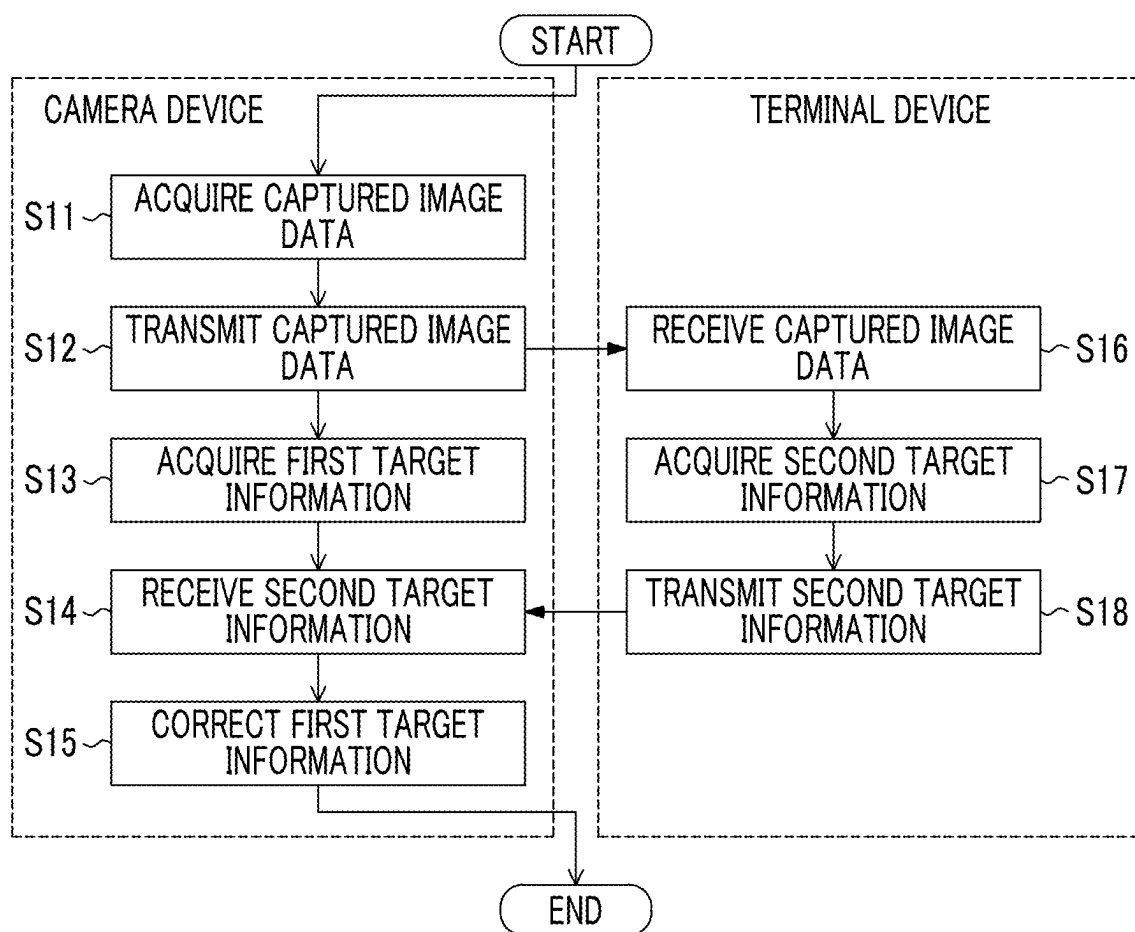 START
CAMERA DEVICE
S11
ACQUIRE CAPTURED IMAGE
DATA
S12
TRANSMIT CAPTURED IMAGE
DATA
S13
ACQUIRE FIRST TARGET
INFORMATION
S14
RECEIVE SECOND TARGET
INFORMATION
S15
CORRECT FIRST TARGET
INFORMATION
TERMINAL DEVICE
RECEIVE CAPTURED IMAGE
DATA
S16
ACQUIRE SECOND TARGET
INFORMATION
S17
TRANSMIT SECOND TARGET
INFORMATION
S18
END